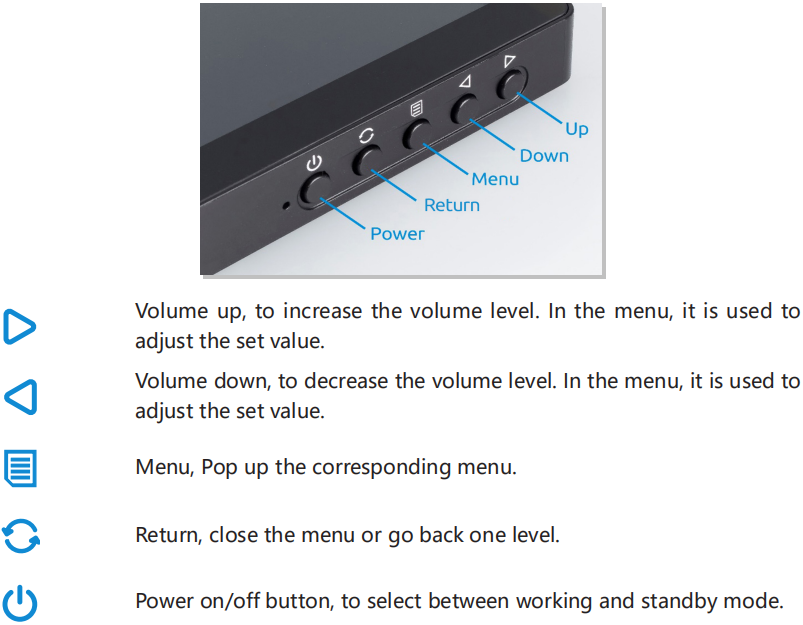 Up
Down
Menu
Return
Power
Volume up, to increase the volume level. In the menu, it is used to
adjust the set value.
Volume down, to decrease the volume level. In the menu, it is used to
adjust the set value.
Menu, Pop up the corresponding menu.
Return, close the menu or go back one level.
Power on/off button, to select between working and standby mode.